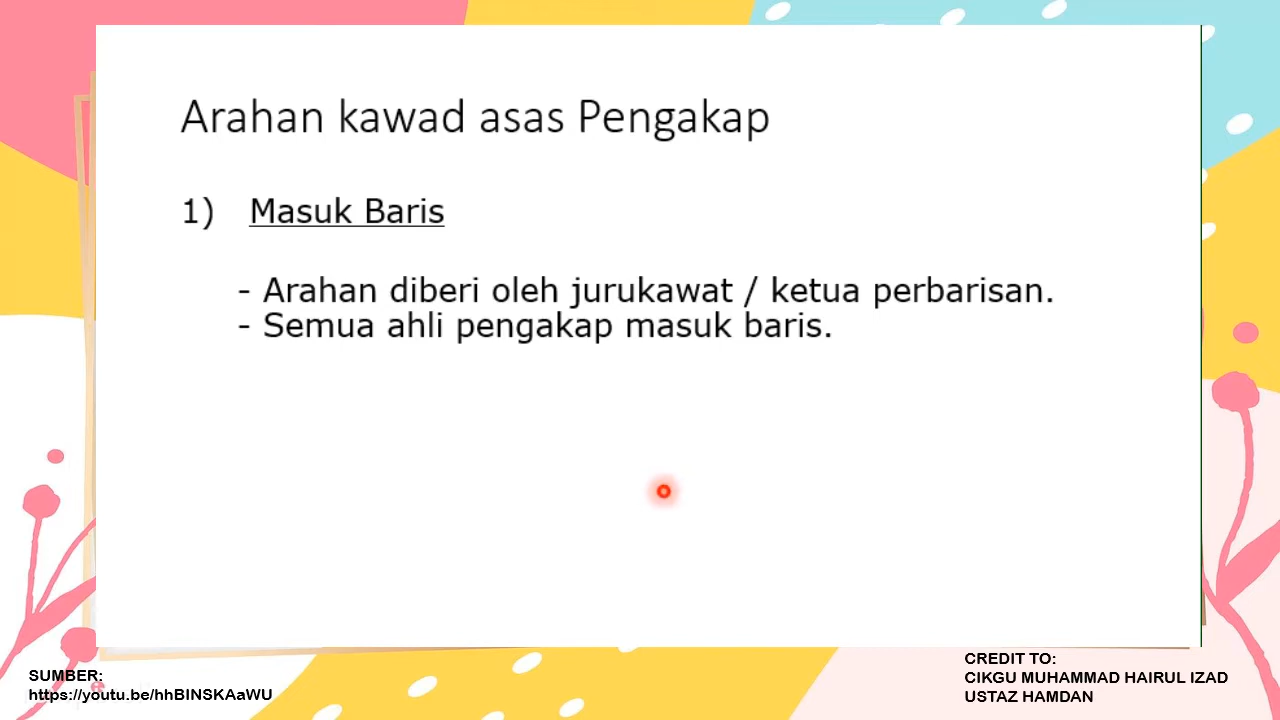 Arahan kawad asas Pengakap
1) Masuk Baris
- Arahan diberi oleh jurukawat / ketua perbarisan.
- Semua ahli pengakap masuk baris.
SUMBER:
https://youtu.be/hhBINSKAaWU
CREDIT TO:
CIKGU MUHAMMAD HAIRUL IZAD
USTAZ HAMDAN